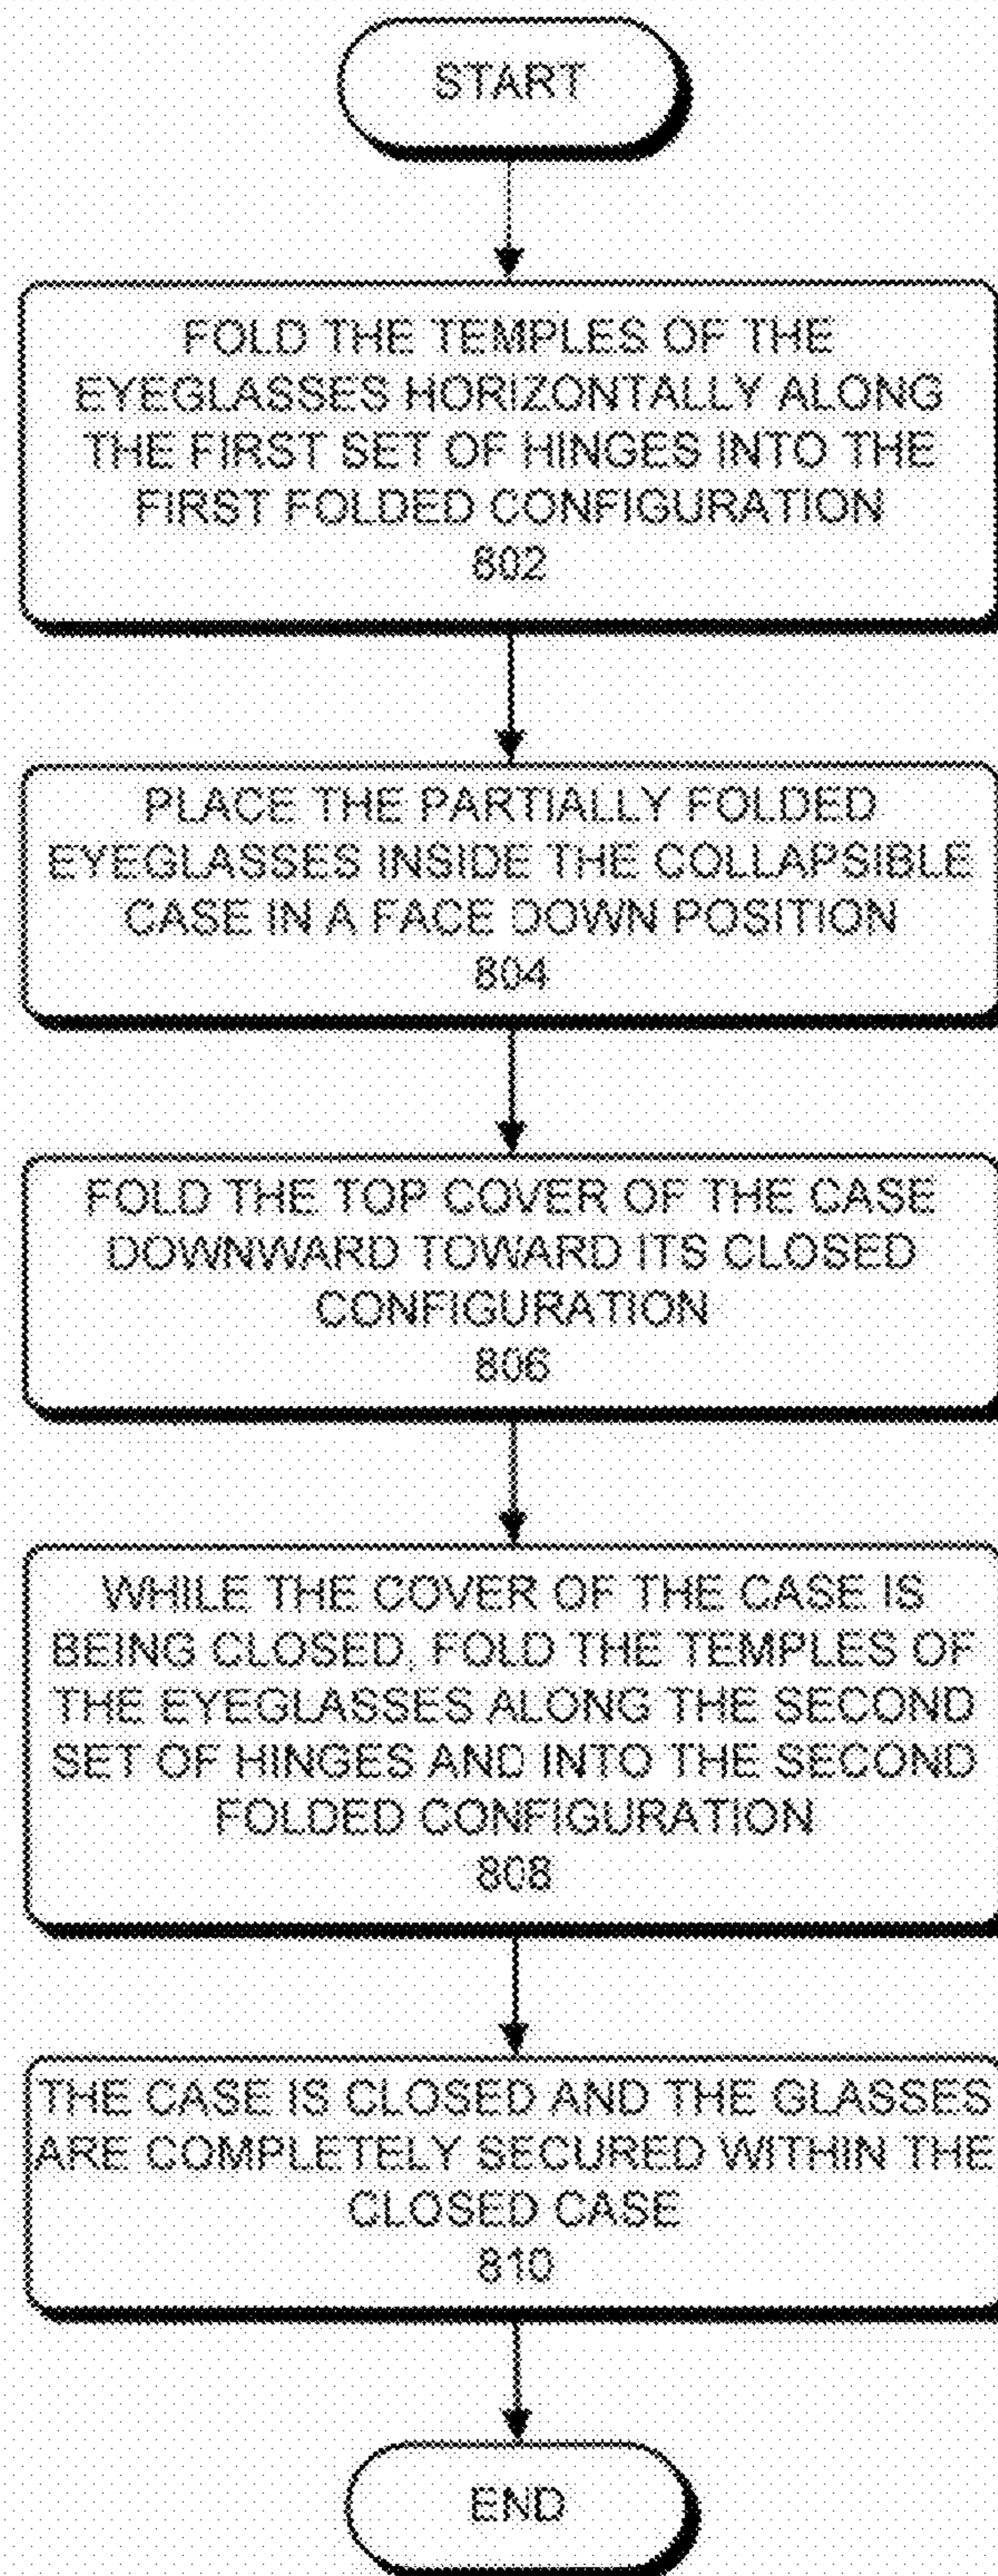 START
FOLD THE TEMPLES OF THE
EYEGLASSES HORIZONTALLY ALONG
THE FIRST SET OF HINGES INTO THE
FIRST FOLDED CONFIGURATION
802
PLACE THE PARTIALLY FOLDED
EYEGLASSES INSIDE THE COLLAPSIBLE
CASE IN A FACE DOWN POSITION
804
FOLD THE TOP COVER OF THE CASE
DOWNWARD TOWARD ITS CLOSED
CONFIGURATION
806
WHILE THE COVER OF THE CASE IS
BEING CLOSED, FOLD THE TEMPLES OF
THE EYEGLASSES ALONG THE SECOND
SET OF HINGES AND INTO THE SECOND
FOLDED CONFIGURATION
808
THE CASE IS CLOSED AND THE GLASSES
ARE COMPLETELY SECURED WITHIN THE
CLOSED CASE
810
END